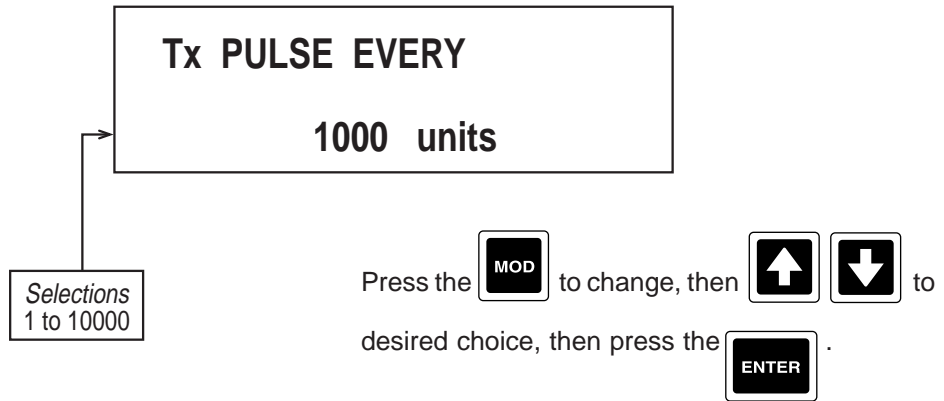 Tx PULSE EVERY
1000 units
Selections
1 to 10000
Press the MOD to change, then to
desired choice, then press the ENTER .